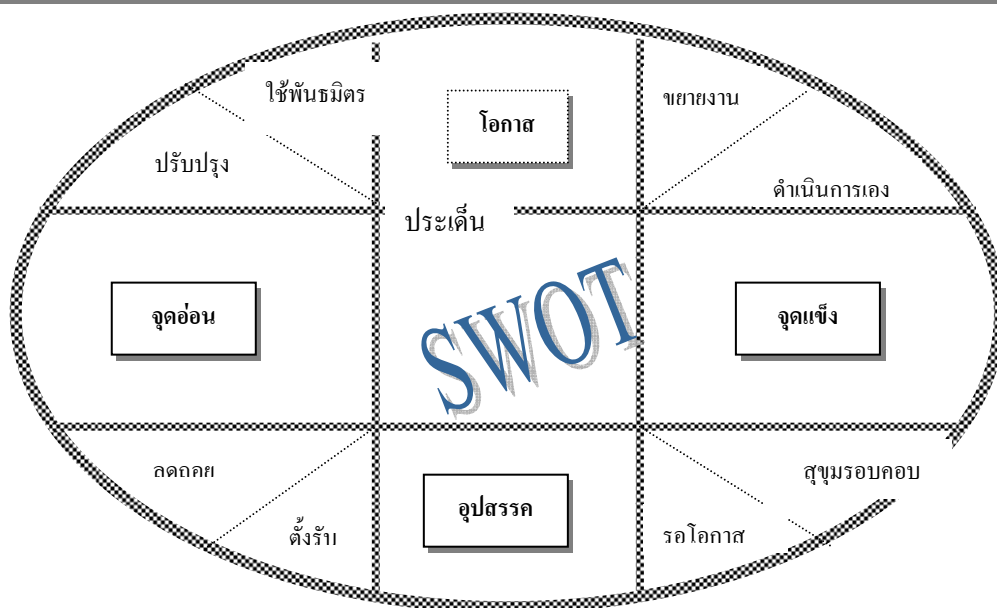 ใช้พันธมิตร
โอกาส
ขยายงาน
ปรับปรุง
ดำเนินการเอง
ประเด็น
จุดอ่อน
SWOT
จุดแข็ง
ลดถอย
สุขุมรอบคอบ
อุปสรรค
ตั้งรับ
รอโอกาส